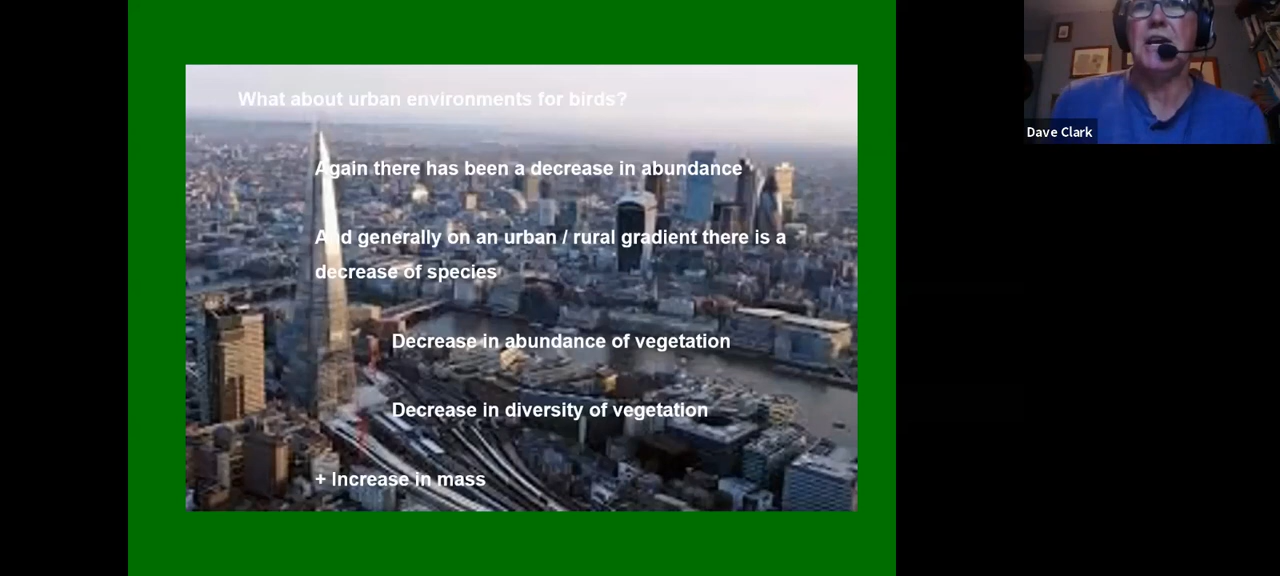 What about urban environments for birds?
Again there has been a decrease in abundance
And generally on an urban / rural gradient there is a
decrease of species
Decrease in abundance of vegetation
Decrease in diversity of vegetation
+ Increase in mass
Dave Clark